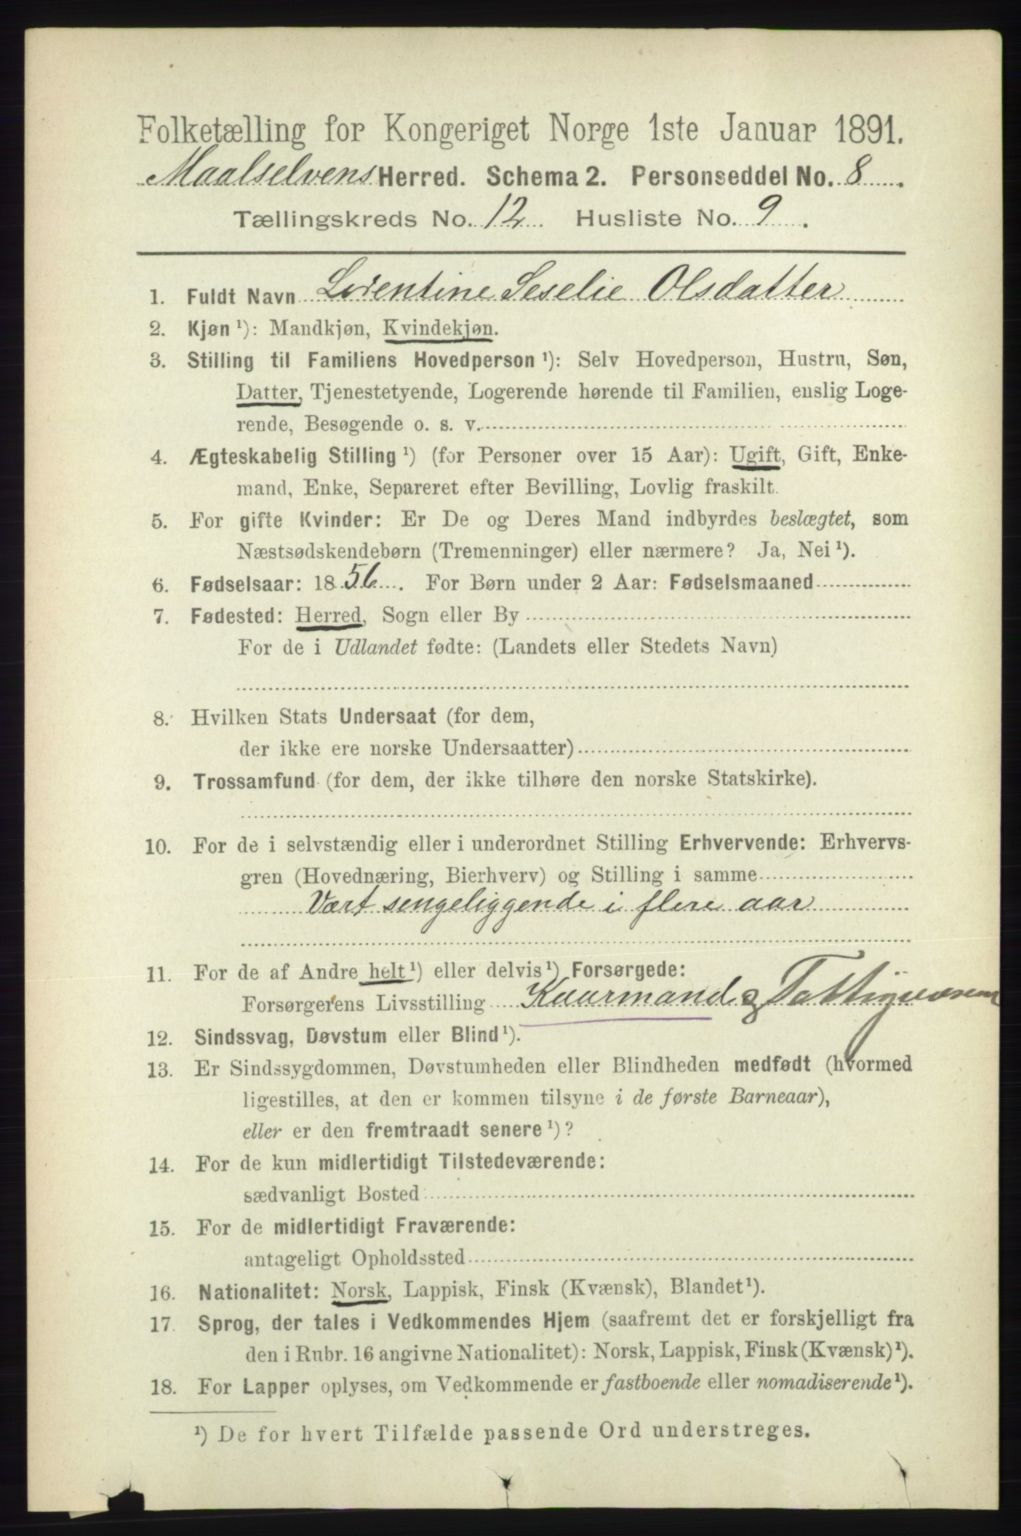 Folketælling for Kongeriget Norge 1ste Januar 1891.
Maalselvens Herred. Schema 2. Personseddel No. 8.
Tællingskreds No. 12. Husliste No. 9.
1. Fuldt Navn Lorentine Seselie Olsdatter
2. Kjøn ¹): Mandkjøn, Kvindekjøn.
3. Stilling til Familiens Hovedperson ¹): Selv Hovedperson, Hustru, Søn,
Datter, Tjenestetyende, Logerende hørende til Familien, enslig Loge-
rende, Besøgende o. s. v.
4. Ægteskabelig Stilling ¹) (for Personer over 15 Aar): Ugift, Gift, Enke-
mand, Enke, Separeret efter Bevilling, Lovlig fraskilt.
5. For gifte Kvinder: Er De og Deres Mand indbyrdes beslægtet, som
Næstsødskendebørn (Tremenninger) eller nærmere? Ja, Nei ¹).
6. Fødselsaar: 1856. For Børn under 2 Aar: Fødselsmaaned
7. Fødested: Herred, Sogn eller By
For de i Udlandet fødte: (Landets eller Stedets Navn)
8. Hvilken Stats Undersaat (for dem,
der ikke ere norske Undersaatter)
9. Trossamfund (for dem, der ikke tilhøre den norske Statskirke).
10. For de i selvstændig eller i underordnet Stilling Erhvervende: Erhvervs-
gren (Hovednæring, Bierhverv) og Stilling i samme
Vært sengeliggende i flere aar
11. For de af Andre helt ¹) eller delvis ¹) Forsørgede:
Forsørgerens Livsstilling Kaarmand og
12. Sindssvag, Døvstum eller Blind ¹).
13. Er Sindssygdommen, Døvstumheden eller Blindheden medfødt (hvormed
ligestilles, at den er kommen tilsyne i de første Barneaar),
eller er den fremtraadt senere ¹)?
14. For de kun midlertidigt Tilstedeværende:
sædvanligt Bosted
15. For de midlertidigt Fraværende:
antageligt Opholdssted
16. Nationalitet: Norsk, Lappisk, Finsk (Kvænsk), Blandet ¹).
17. Sprog, der tales i Vedkommendes Hjem (saafremt det er forskjelligt fra
den i Rubr. 16 angivne Nationalitet): Norsk, Lappisk, Finsk (Kvænsk) ¹).
18. For Lapper oplyses, om Vedkommende er fastboende eller nomadiserende ¹).
¹) De for hvert Tilfælde passende Ord understreges.